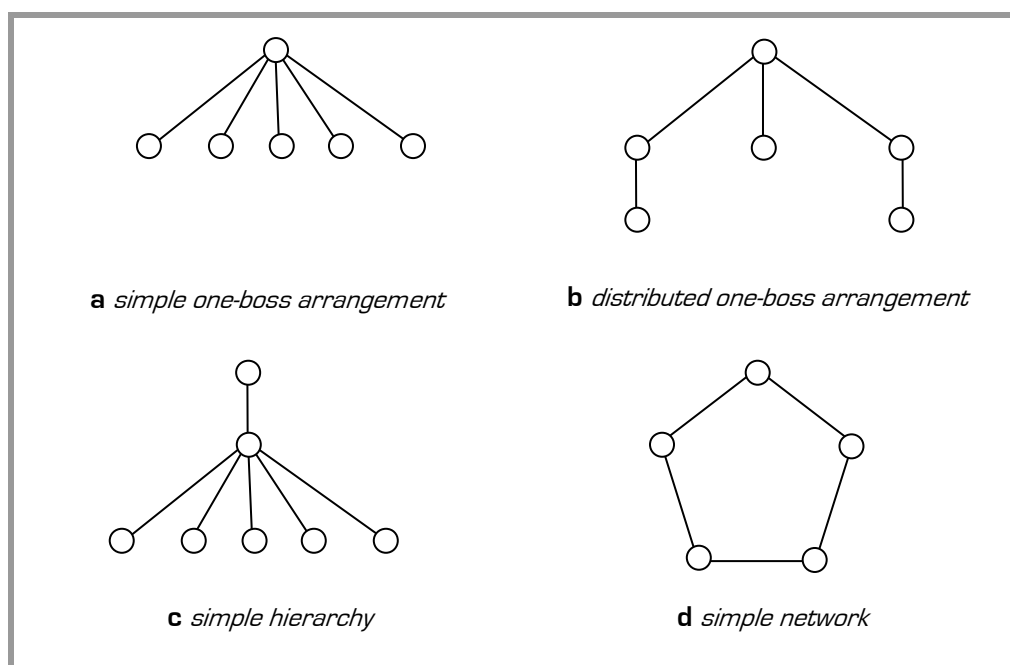 a simple one-boss arrangement
b distributed one-boss arrangement
c simple hierarchy
d simple network